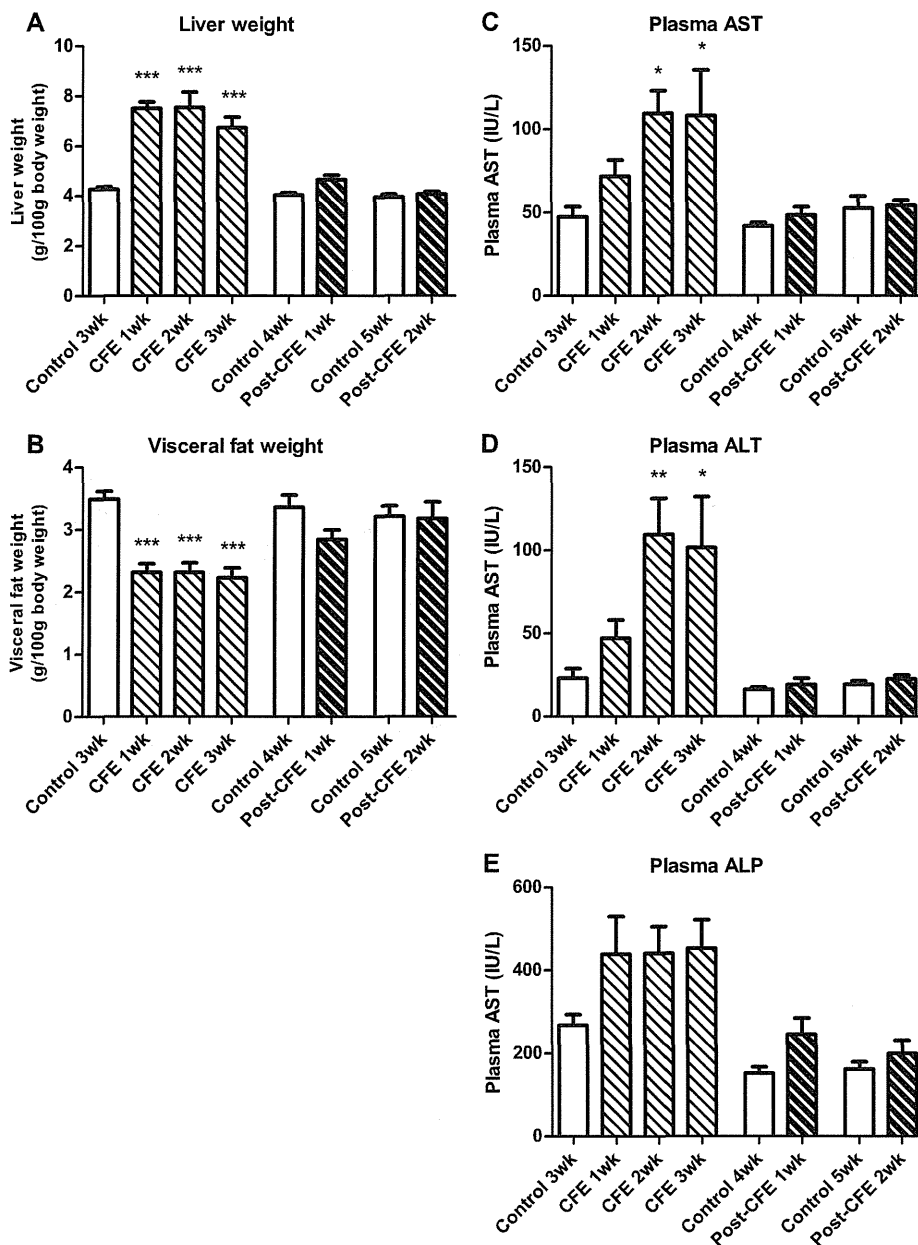 A
Liver weight
Liver weight
(g/100g body weight)
10
8
6
4
2
0
***
***
***
Control 3wk
CFE 1wk
CFE 2wk
CFE 3wk
Control 4wk
Post-CFE 1wk
Control 5wk
Post-CFE 2wk
B
Visceral fat weight
Visceral fat weight
(g/100g body weight)
4
3
2
1
0
***
***
***
Control 3wk
CFE 1wk
CFE 2wk
CFE 3wk
Control 4wk
Post-CFE 1wk
Control 5wk
Post-CFE 2wk
C
Plasma AST
Plasma AST (IU/L)
150
100
50
0
*
*
Control 3wk
CFE 1wk
CFE 2wk
CFE 3wk
Control 4wk
Post-CFE 1wk
Control 5wk
Post-CFE 2wk
D
Plasma ALT
Plasma AST (IU/L)
150
100
50
0
**
*
Control 3wk
CFE 1wk
CFE 2wk
CFE 3wk
Control 4wk
Post-CFE 1wk
Control 5wk
Post-CFE 2wk
E
Plasma ALP
Plasma AST (IU/L)
600
400
200
0
Control 3wk
CFE 1wk
CFE 2wk
CFE 3wk
Control 4wk
Post-CFE 1wk
Control 5wk
Post-CFE 2wk